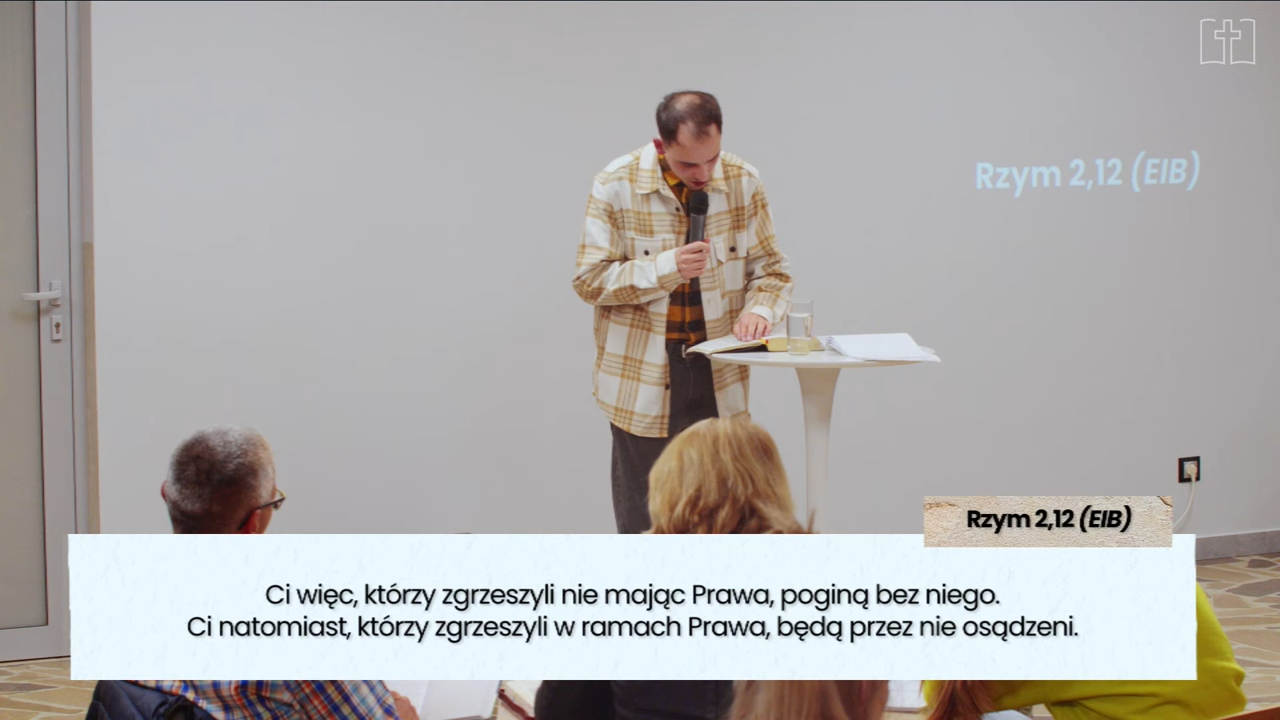 Rzym 2,12 (EIB)
Rzym 2,12 (EIB)
Ci więc, którzy zgrzeszyli nie mając Prawa, poginą bez niego.
Ci natomiast, którzy zgrzeszyli w ramach Prawa, będą przez nie osądzeni.